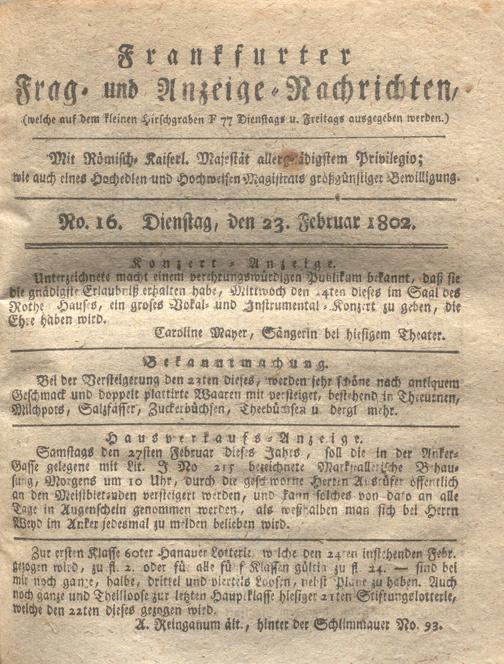 Frankfurter
Frag- und Anzeige-Nachrichten,
(welche auf dem kleinen Hirschgraben F 77 Dienstags u. Freitags ausgegeben werden.)
Mit Römisch-Kaiserl. Majestät allergnädigstem Privilegio;
wie auch eines Hochedlen und Hochweisen Magistrats großgünstiger Bewilligung.
No. 16. Dienstag, den 23. Februar 1802.
Konzert-Anzeige.
Unterzeichnete macht einem verehrungswürdigen Publikum bekannt, daß sie
die gnädigste Erlaubniß erhalten habe, Mittwoch den 24ten dieses im Saal des
Rothe Hauses, ein großes Vokal- und Instrumental-Konzert zu geben, die
Ehre haben wird.
Caroline Mayer, Sängerin bei hiesigem Theater.
Bekanntmachung.
Bei der Versteigerung den 22ten dieses, werden sehr schöne nach antiquem
Geschmack und doppelt plattirte Waaren mit versteiget, bestehend in Theeurnen,
Milchpots, Salzfässer, Zuckerbüchsen, Theebüchsen u. dergl mehr.
Hausverkaufs-Anzeige.
Samstags den 27sten Februar dieses Jahrs, soll die in der Anker-
Gasse gelegene mit Lit. J No 215 bezeichnete Behau-
sung, Morgens um 10 Uhr, durch die geschworne Herren Ausrüfer öffentlich
an den Meistbietenden versteigert werden, und kann solches von dato an alle
Tage in Augenschein genommen werden, als weßhalben man sich bei Herrn
Weyd im Anker jedesmal zu melden belieben wird.
Zur ersten Klasse 60ter Hanauer Lotterie, welche den 24ten instehenden Febr.
gezogen wird, zu fl. 2. oder für alle fünf Klassen gültig zu fl. 24. — sind bei
mir noch ganze, halbe, drittel und viertels Loosen, nebst Plane zu haben. Auch
noch ganze und Theilloose zur letzten Hauptklasse hiesiger 21ten Stiftungslotterie,
welche den 22ten dieses gezogen wird.
A. Reinganum ält., hinter der Schlimmauer No. 93.